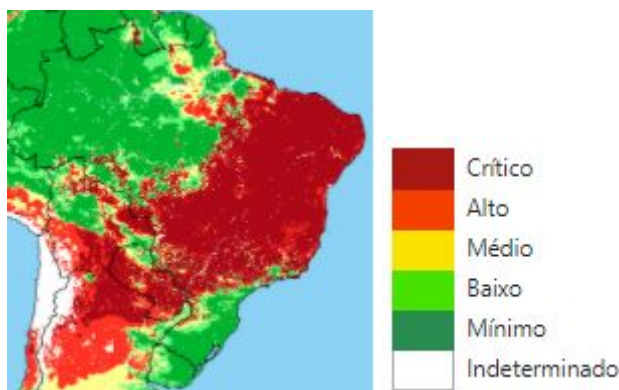 Crítico
Alto
Médio
Baixo
Mínimo
Indeterminado